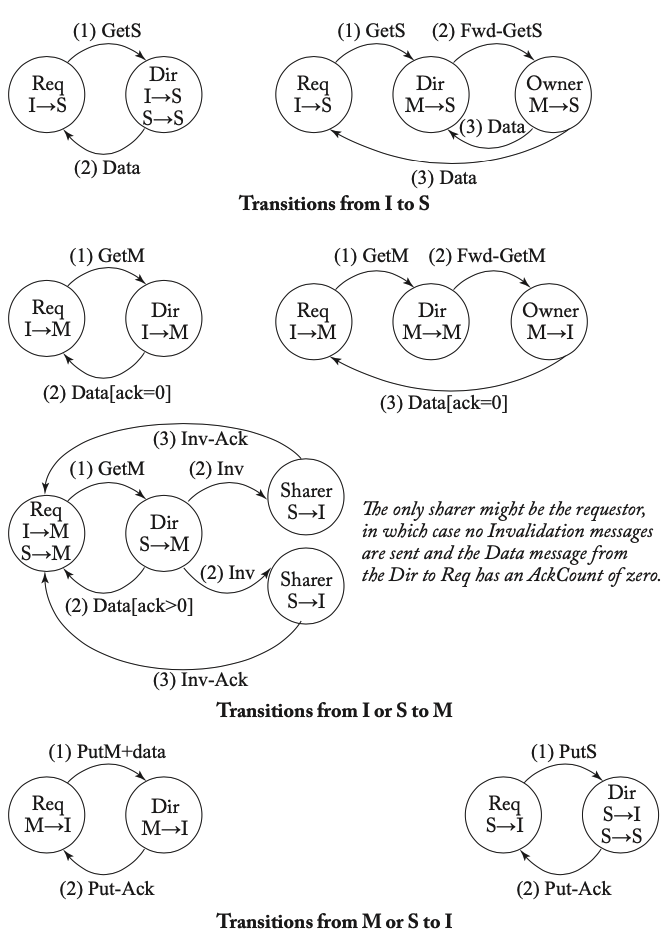 (1) GetS
Req
I→S
Dir
I→S
S→S
(2) Data
(1) GetS
(2) Fwd-GetS
Req
I→S
Dir
M→S
Owner
M→S
(3) Data
(3) Data
Transitions from I to S
(1) GetM
Req
I→M
Dir
I→M
(2) Data[ack=0]
(1) GetM
(2) Fwd-GetM
Req
I→M
Dir
M→M
Owner
M→I
(3) Data[ack=0]
(3) Inv-Ack
(1) GetM
(2) Inv
Req
I→M
S→M
Dir
S→M
Sharer
S→I
(2) Inv
Sharer
S→I
(2) Data[ack>0]
(3) Inv-Ack
The only sharer might be the requestor,
in which case no Invalidation messages
are sent and the Data message from
the Dir to Req has an AckCount of zero.
Transitions from I or S to M
(1) PutM+data
Req
M→I
Dir
M→I
(2) Put-Ack
(1) PutS
Req
S→I
Dir
S→I
S→S
(2) Put-Ack
Transitions from M or S to I